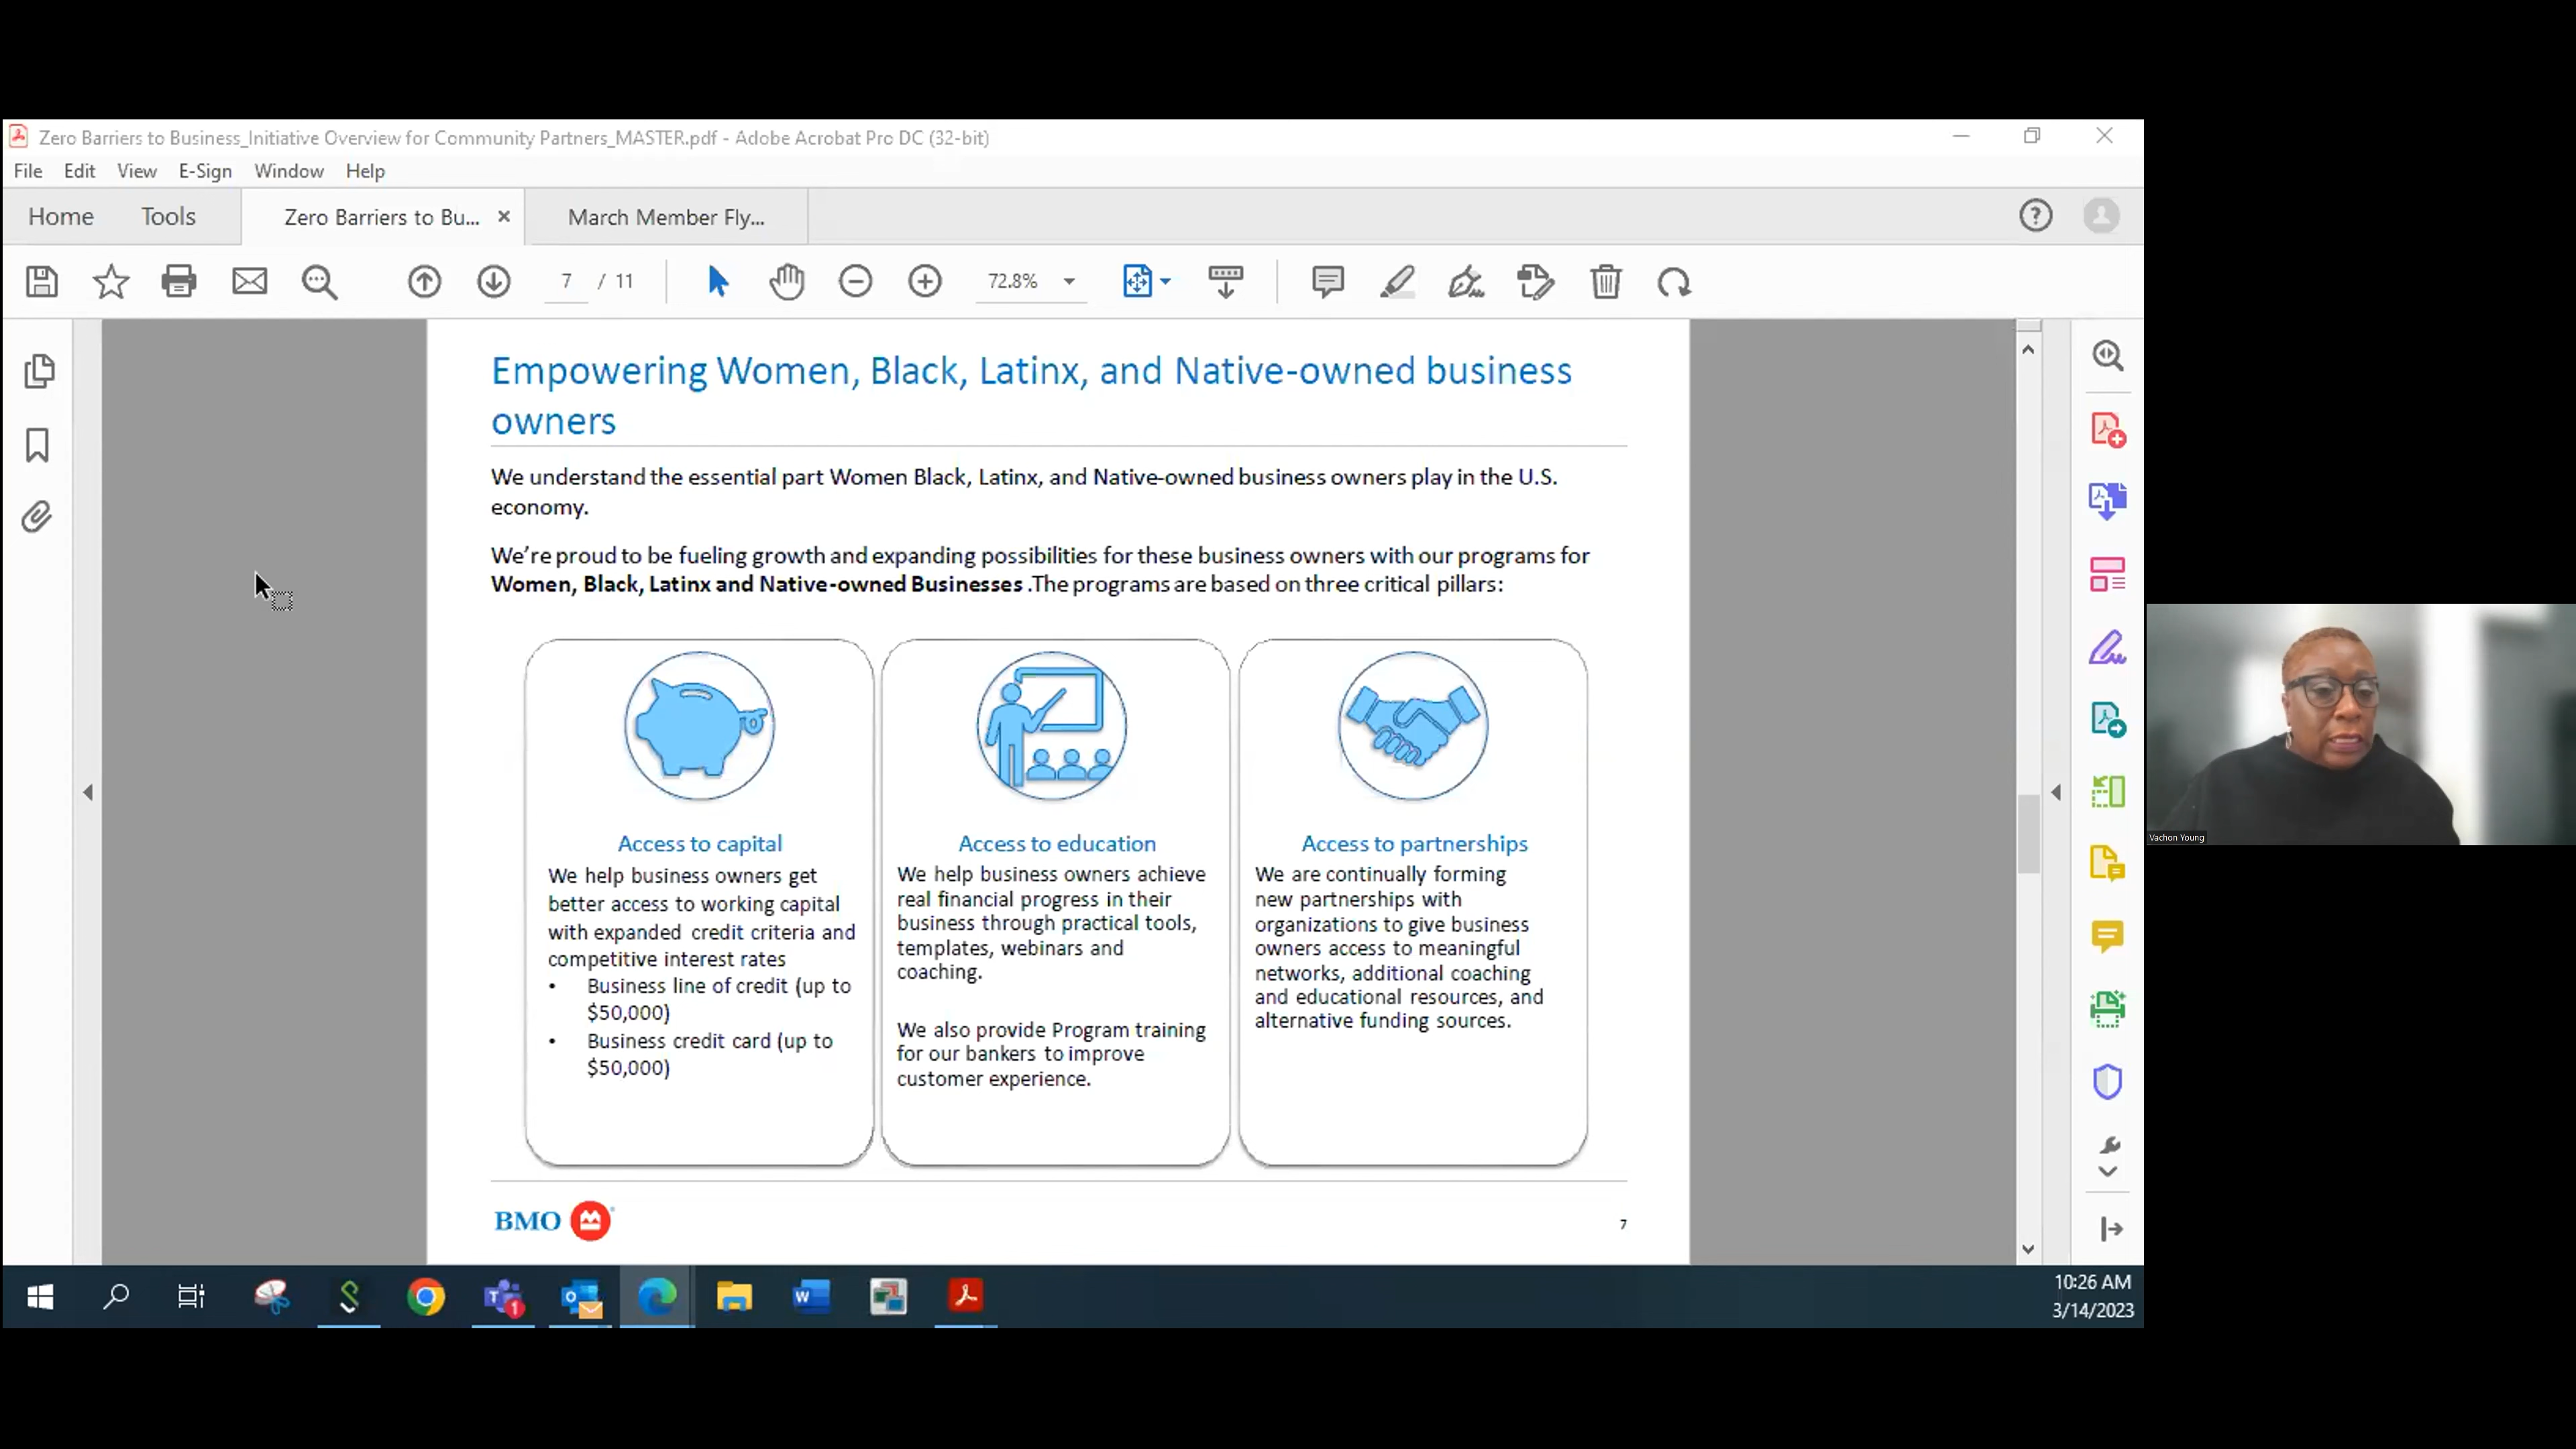 Zero Barriers to Business_Initiative Overview for Community Partners_MASTER.pdf - Adobe Acrobat Pro DC (32-bit)
File Edit View E-Sign Window Help
Home Tools Zero Barriers to Bu... March Member Fly...
7 / 11 72.8%
Empowering Women, Black, Latinx, and Native-owned business
owners
We understand the essential part Women Black, Latinx, and Native-owned business owners play in the U.S.
economy.
We're proud to be fueling growth and expanding possibilities for these business owners with our programs for
Women, Black, Latinx and Native-owned Businesses .The programs are based on three critical pillars:
Access to capital
We help business owners get
better access to working capital
with expanded credit criteria and
competitive interest rates
• Business line of credit (up to
$50,000)
• Business credit card (up to
$50,000)
Access to education
We help business owners achieve
real financial progress in their
business through practical tools,
templates, webinars and
coaching.
We also provide Program training
for our bankers to improve
customer experience.
Access to partnerships
We are continually forming
new partnerships with
organizations to give business
owners access to meaningful
networks, additional coaching
and educational resources, and
alternative funding sources.
BMO
7
Vachon Young
10:26 AM
3/14/2023